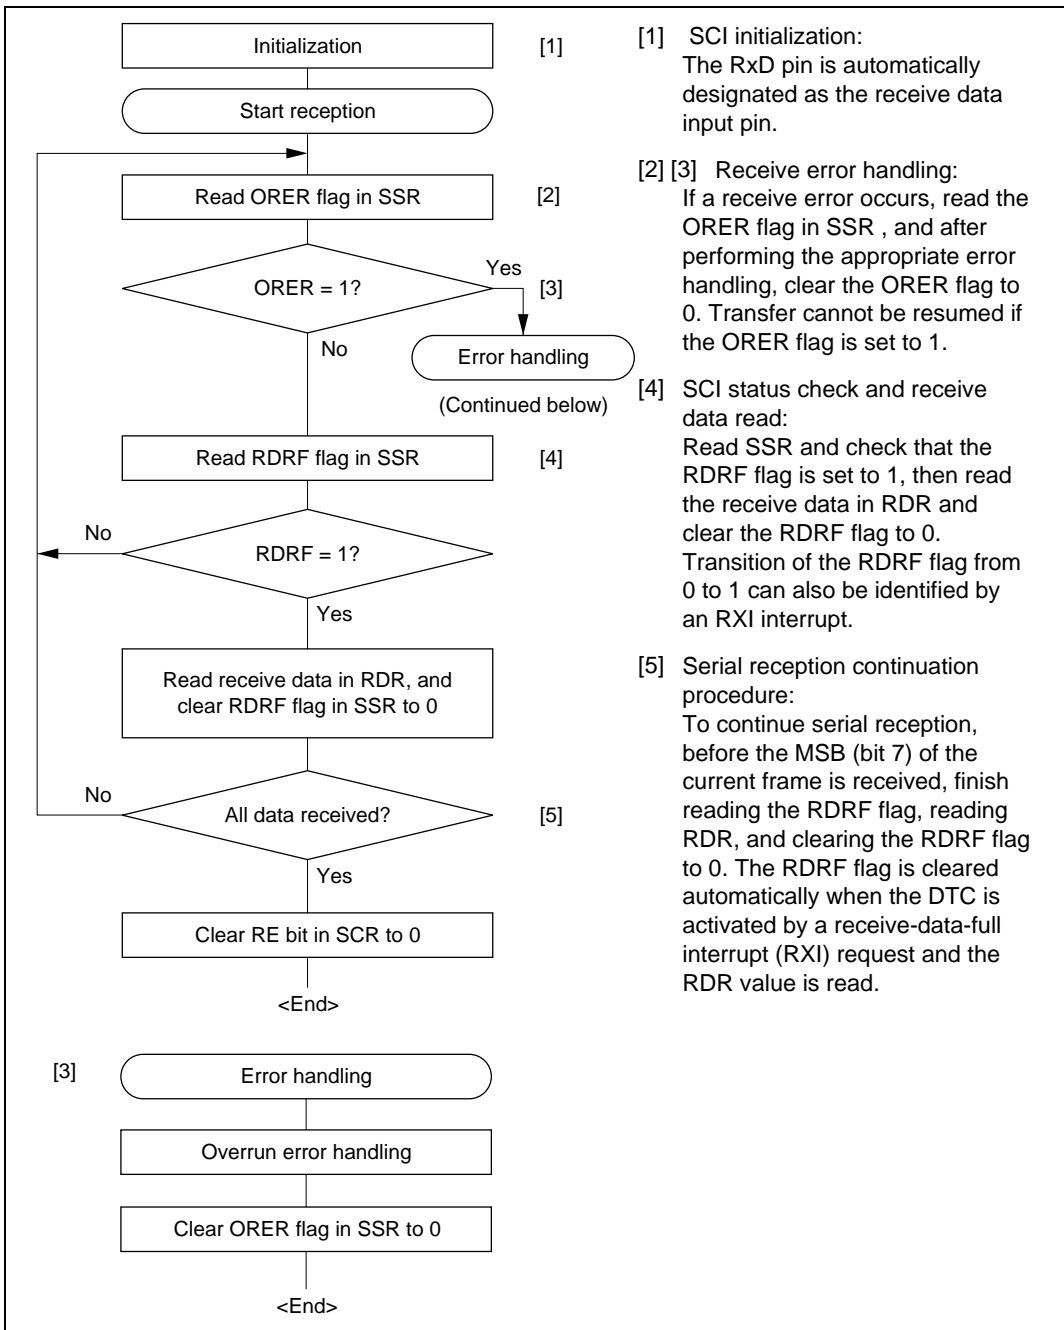 Initialization
[1]
Start reception
Read ORER flag in SSR
[2]
ORER = 1?
Yes
[3]
No
Error handling
(Continued below)
Read RDRF flag in SSR
[4]
No
RDRF = 1?
Yes
Read receive data in RDR, and
clear RDRF flag in SSR to 0
No
All data received?
[5]
Yes
Clear RE bit in SCR to 0
<End>
[3]
Error handling
Overrun error handling
Clear ORER flag in SSR to 0
<End>
[1] SCI initialization:
The RxD pin is automatically
designated as the receive data
input pin.
[2] [3] Receive error handling:
If a receive error occurs, read the
ORER flag in SSR , and after
performing the appropriate error
handling, clear the ORER flag to
0. Transfer cannot be resumed if
the ORER flag is set to 1.
[4] SCI status check and receive
data read:
Read SSR and check that the
RDRF flag is set to 1, then read
the receive data in RDR and
clear the RDRF flag to 0.
Transition of the RDRF flag from
0 to 1 can also be identified by
an RXI interrupt.
[5] Serial reception continuation
procedure:
To continue serial reception,
before the MSB (bit 7) of the
current frame is received, finish
reading the RDRF flag, reading
RDR, and clearing the RDRF flag
to 0. The RDRF flag is cleared
automatically when the DTC is
activated by a receive-data-full
interrupt (RXI) request and the
RDR value is read.